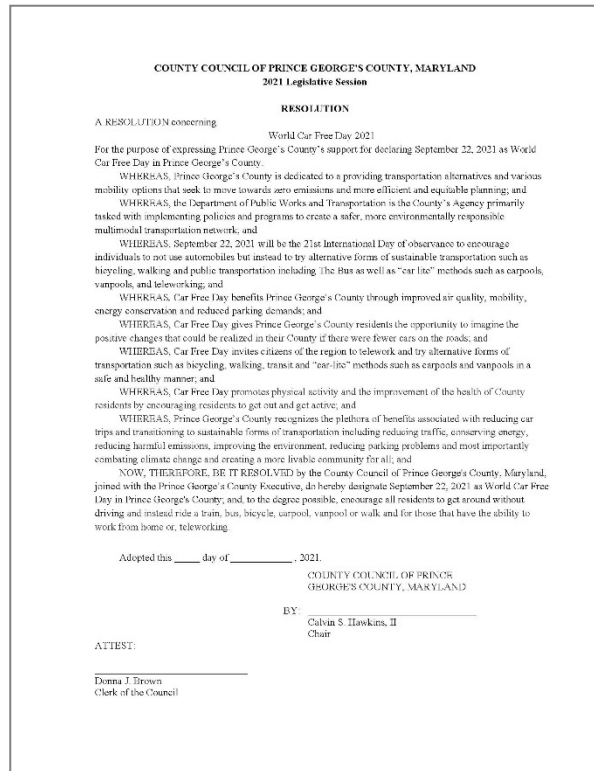 COUNTY COUNCIL OF PRINCE GEORGE'S COUNTY, MARYLAND
2021 Legislative Session
RESOLUTION
A RESOLUTION concerning
World Car Free Day 2021
For the purpose of expressing Prince George's County's support for declaring September 22, 2021 as World
Car Free Day in Prince George's County.
WHEREAS, Prince George's County is dedicated to a providing transportation alternatives and various
mobility options that seek to move towards zero emissions and more efficient and equitable planning; and
WHEREAS, the Department of Public Works and Transportation is the County's Agency primarily
tasked with implementing policies and programs to create a safer, more environmentally responsible
multimodal transportation network; and
WHEREAS, September 22, 2021 will be the 21st International Day of observance to encourage
individuals to not use automobiles but instead to try alternative forms of sustainable transportation such as
bicycling, walking and public transportation including The Bus as well as "car lite" methods such as carpools,
vanpools, and teleworking; and
WHEREAS, Car Free Day benefits Prince George's County through improved air quality, mobility,
energy conservation and reduced parking demands; and
WHEREAS, Car Free Day gives Prince George's County residents the opportunity to imagine the
positive changes that could be realized in their County if there were fewer cars on the roads; and
WHEREAS, Car Free Day invites citizens of the region to telework and try alternative forms of
transportation such as bicycling, walking, transit and "car-lite" methods such as carpools and vanpools in a
safe and healthy manner; and
WHEREAS, Car Free Day promotes physical activity and the improvement of the health of County
residents by encouraging residents to get out and get active; and
WHEREAS, Prince George's County recognizes the plethora of benefits associated with reducing car
trips and transitioning to sustainable forms of transportation including reducing traffic, conserving energy,
reducing harmful emissions, improving the environment, reducing parking problems and most importantly
combating climate change and creating a more livable community for all; and
NOW, THEREFORE, BE IT RESOLVED by the County Council of Prince George's County, Maryland,
joined with the Prince George's County Executive, do hereby designate September 22, 2021 as World Car Free
Day in Prince George's County; and, to the degree possible, encourage all residents to get around without
driving and instead ride a train, bus, bicycle, carpool, vanpool or walk and for those that have the ability to
work from home or, teleworking.
Adopted this _____ day of ____________, 2021.
COUNTY COUNCIL OF PRINCE
GEORGE'S COUNTY, MARYLAND
BY: ______________________________
Calvin S. Hawkins, II
Chair
ATTEST:
___________________________
Donna J. Brown
Clerk of the Council